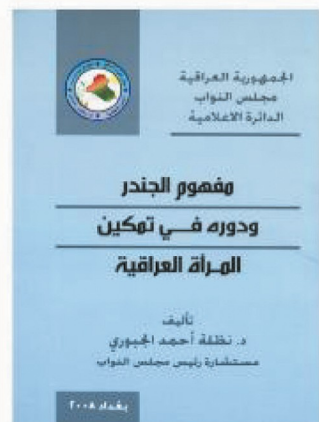 الجمهورية العراقية
مجلس النواب
الدائرة الاعلامية
مفهوم الجندر
ودوره في تمكين
المرأة العراقية
تأليف
د. نظلة أحمد الجبوري
مستشارة رئيس مجلس النواب
بغداد ٢٠٠٨